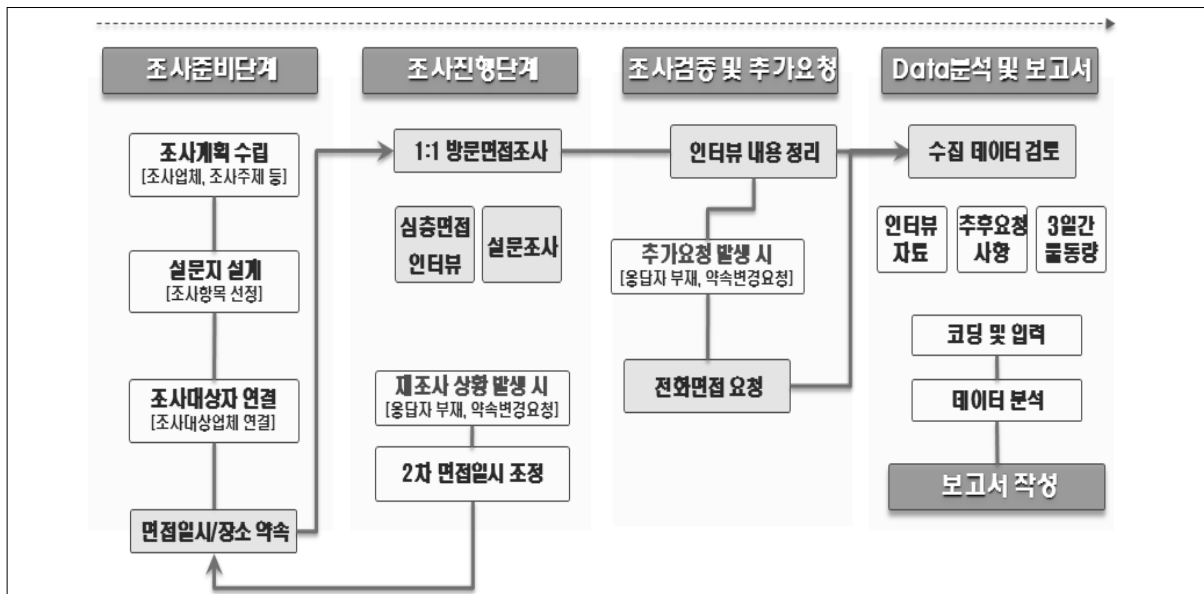 조사준비단계
조사계획 수립
[조사업체, 조사주제 등]
설문지 설계
[조사항목 선정]
조사대상자 연결
[조사대상업체 연결]
면접일시/장소 약속
조사진행단계
1:1 방문면접조사
심층면접
인터뷰
설문조사
재조사 상황 발생 시
[응답자 부재, 약속변경요청]
2차 면접일시 조정
조사검증 및 추가요청
인터뷰 내용 정리
추가요청 발생 시
[응답자 부재, 약속변경요청]
전화면접 요청
Data분석 및 보고서
수집 데이터 검토
인터뷰
자료
추후요청
사항
3일간
물동량
코딩 및 입력
데이터 분석
보고서 작성